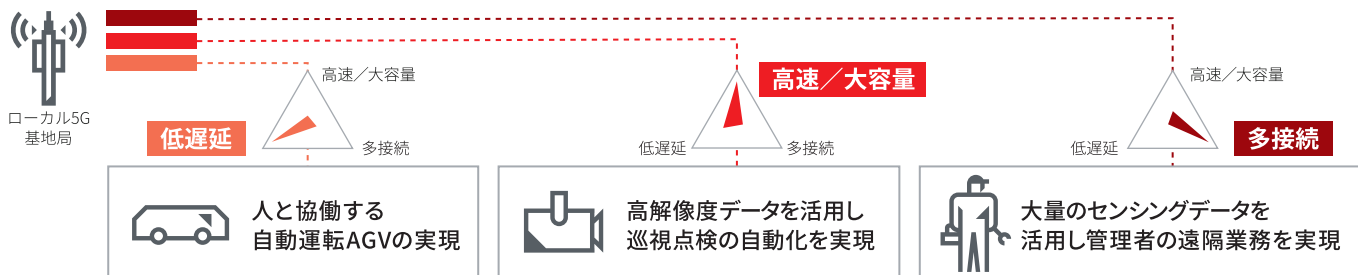 ローカル5G
基地局
高速／大容量
低遅延
多接続
人と協働する
自動運転AGVの実現
高速／大容量
低遅延
多接続
高解像度データを活用し
巡視点検の自動化を実現
高速／大容量
低遅延
多接続
大量のセンシングデータを
活用し管理者の遠隔業務を実現